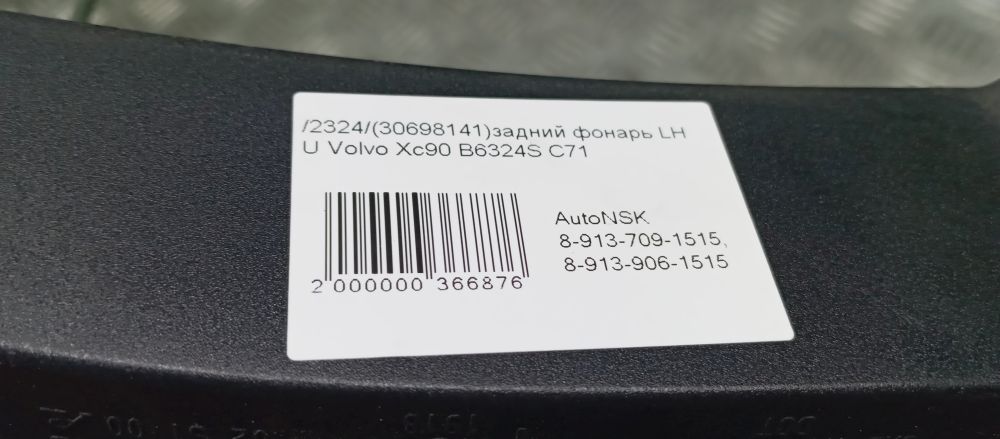 /2324/(30698141)задний фонарь LH
U Volvo Xc90 B6324S C71
AutoNSK
8-913-709-1515,
8-913-906-1515
2 000000 366876